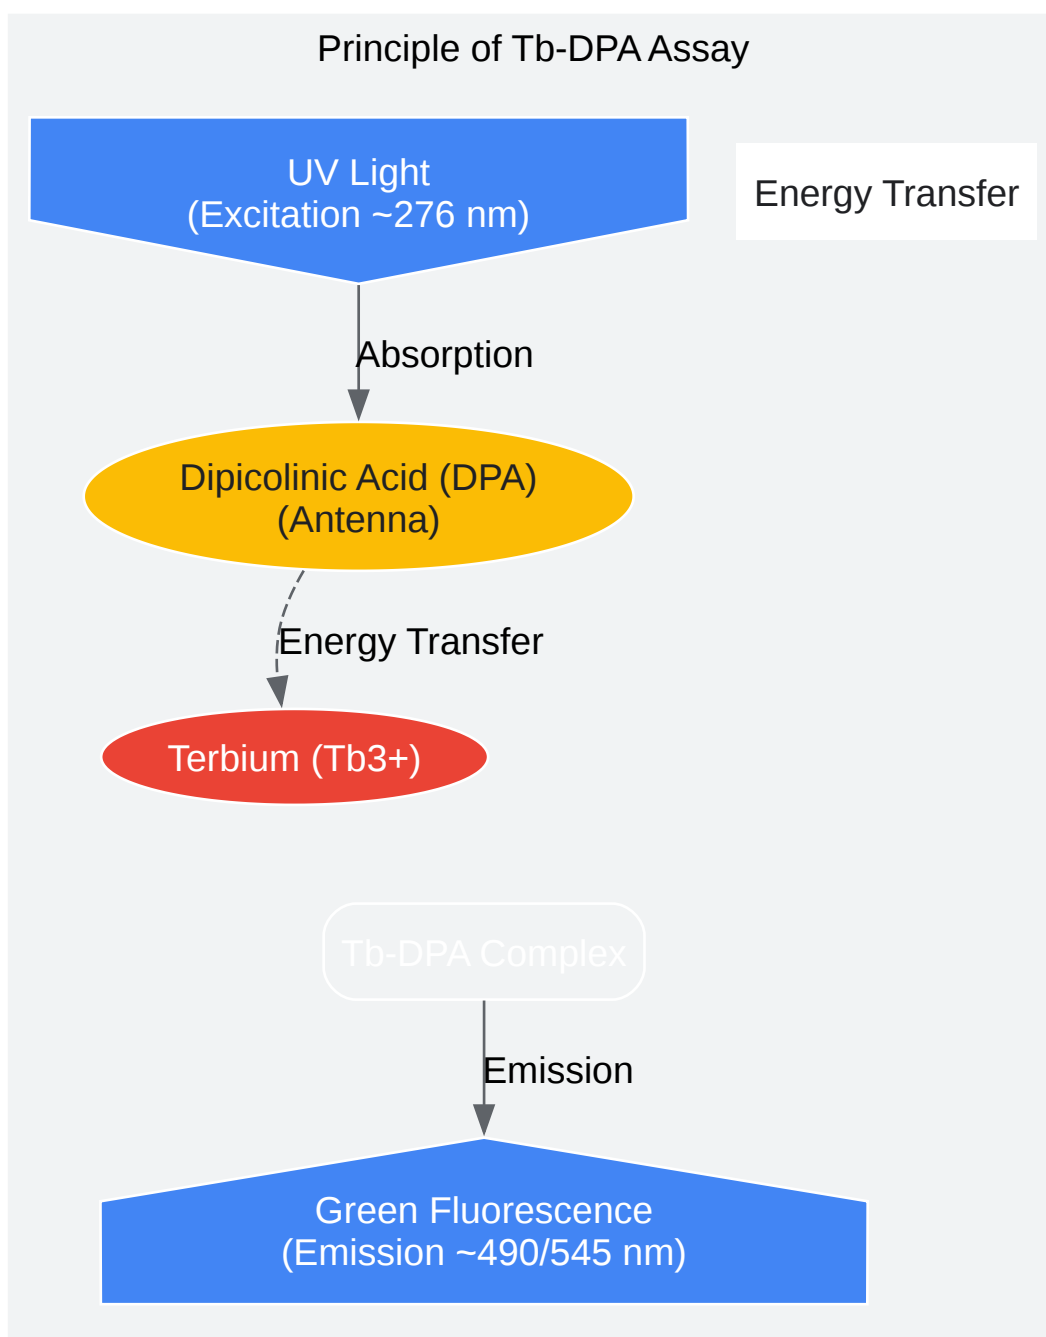 Principle of Tb-DPA Assay
UV Light
(Excitation ~276 nm)
Energy Transfer
Absorption
Dipicolinic Acid (DPA)
(Antenna)
Energy Transfer
Terbium (Tb3+)
Tb-DPA Complex
Emission
Green Fluorescence
(Emission ~490/545 nm)